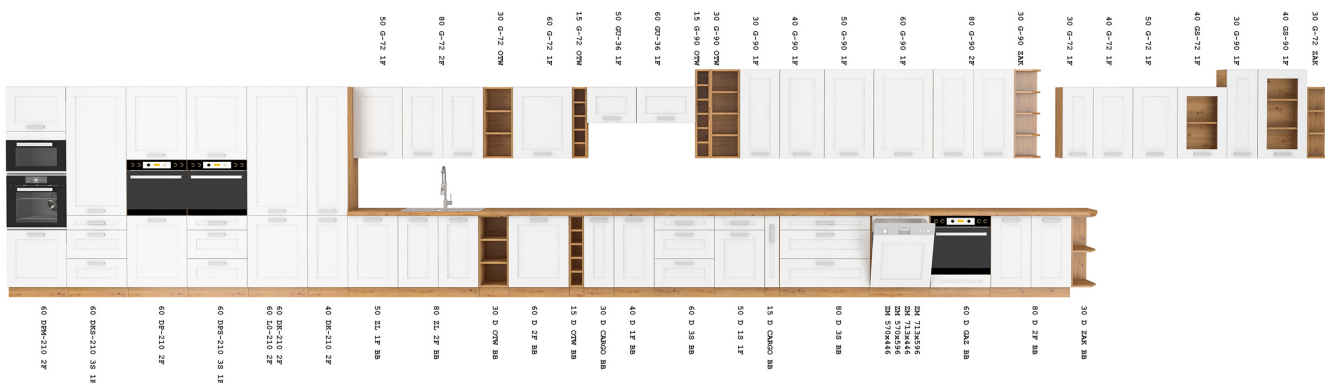 50 G-72 1F
80 G-72 2F
30 G-72 OTW
60 G-72 1F
15 G-72 OTW
50 GU-36 1F
60 GU-36 1F
15 G-90 OTW
30 G-90 OTW
30 G-90 1F
40 G-90 1F
50 G-90 1F
60 G-90 1F
80 G-90 2F
30 G-90 ZAK
30 G-72 1F
40 G-72 1F
50 G-72 1F
40 GS-72 1F
30 G-90 1F
40 GS-90 1F
30 G-72 ZAK
60 DPM-210 2F
60 DKS-210 3S 1F
60 DP-210 2F
60 DPS-210 3S 1F
60 DK-210 2F
60 LO-210 2F
40 DK-210 2F
50 ZL 1F BB
80 ZL 2F BB
30 D OTW BB
60 D 2F BB
15 D OTW BB
30 D CARGO BB
40 D 1F BB
60 D 3S BB
50 D 1S 1F
15 D CARGO BB
80 D 3S BB
ZM 713x596
ZM 713x446
ZM 570x596
ZM 570x446
60 D GAZ BB
80 D 2F BB
30 D ZAK BB